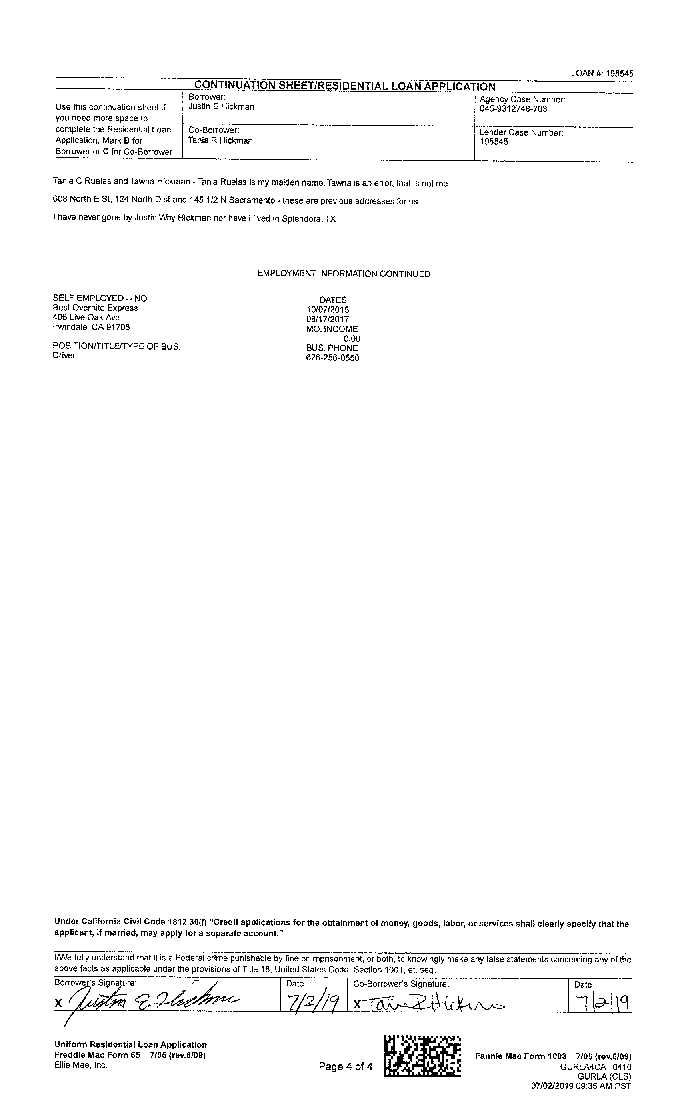 LOAN #: 195545
CONTINUATION SHEET/RESIDENTIAL LOAN APPLICATION
Use this continuation sheet if
you need more space to
complete the Residential Loan
Application. Mark B for
Borrower or C for Co-Borrower
Borrower:
Justin E Hickman
Co-Borrower:
Tania R Hickman
Agency Case Number:
045-9312746-703
Lender Case Number:
195545
Tania C Ruelas and Tawna Hickman - Tania Ruelas is my maiden name. Tawna is an error, that is not me
608 North E St, 124 North D St and 145 1/2 N Sacramento - these are previous addresses for us
I have never gone by Justin Why Hickman nor have I lived in Splendora, TX
EMPLOYMENT INFORMATION CONTINUED
SELF EMPLOYED -- NO
Best Overnite Express
406 Live Oak Ave
Irwindale, CA 91706
POSITION/TITLE/TYPE OF BUS.
Driver
DATES
10/07/2015
08/17/2017
MO. INCOME
0.00
BUS. PHONE
626-256-0550
Under California Civil Code 1812.30(j) "Credit applications for the obtainment of money, goods, labor, or services shall clearly specify that the
applicant, if married, may apply for a separate account."
I/We fully understand that it is a Federal crime punishable by fine or imprisonment, or both, to knowingly make any false statements concerning any of the
above facts as applicable under the provisions of Title 18, United States Code, Section 1001, et. seq.
Borrower's Signature:
X Justin E Hickman
Date
7/2/19
Co-Borrower's Signature:
X Tania R Hickman
Date
7/2/19
Uniform Residential Loan Application
Freddie Mac Form 65 7/05 (rev.6/09)
Ellie Mae, Inc.
Page 4 of 4
Fannie Mae Form 1003 7/05 (rev.6/09)
GURLA4CA 0410
GURLA (CLS)
07/02/2019 09:35 AM PST